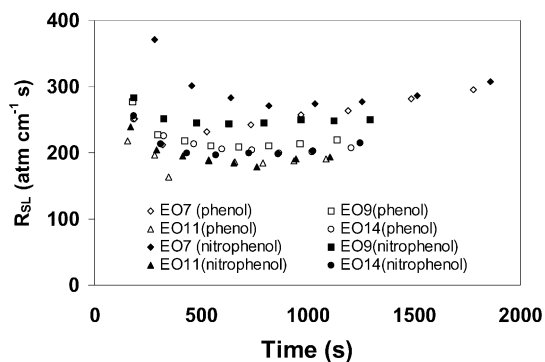 400
300
200
100
0
R_SL (atm cm⁻¹ s)
EO7 (phenol) EO9(phenol)
EO11(phenol) EO14(phenol)
EO7 (nitrophenol) EO9(nitrophenol)
EO11(nitrophenol) EO14(nitrophenol)
0 500 1000 1500 2000
Time (s)